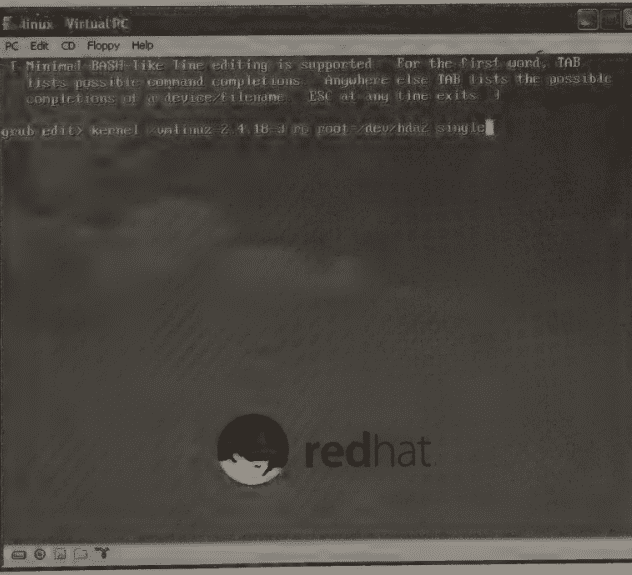 linux Virtual PC
PC Edit CD Floppy Help
[ Minimal BASH-like line editing is supported. For the first word, TAB
lists possible command completions. Anywhere else TAB lists the possible
completions of a device/filename. ESC at any time exits. ]
grub edit> kernel /vmlinuz-2.4.18-3 ro root=/dev/hda2 single
redhat